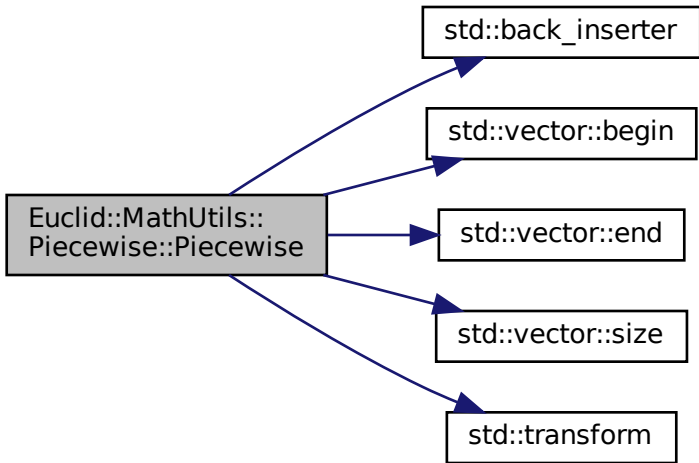 Euclid::MathUtils::
Piecewise::Piecewise
std::back_inserter
std::vector::begin
std::vector::end
std::vector::size
std::transform